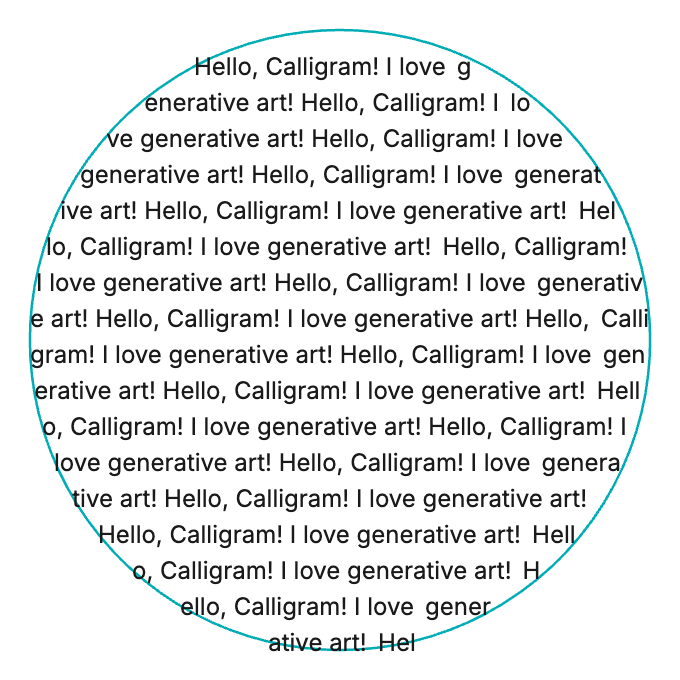 Hello, Calligram! I love g
enerative art! Hello, Calligram! I lo
ve generative art! Hello, Calligram! I love
generative art! Hello, Calligram! I love generat
ive art! Hello, Calligram! I love generative art! Hel
lo, Calligram! I love generative art! Hello, Calligram!
I love generative art! Hello, Calligram! I love generativ
e art! Hello, Calligram! I love generative art! Hello, Calli
gram! I love generative art! Hello, Calligram! I love gen
erative art! Hello, Calligram! I love generative art! Hell
o, Calligram! I love generative art! Hello, Calligram! I
love generative art! Hello, Calligram! I love genera
tive art! Hello, Calligram! I love generative art!
Hello, Calligram! I love generative art! Hell
o, Calligram! I love generative art! H
ello, Calligram! I love gener
ative art! Hel